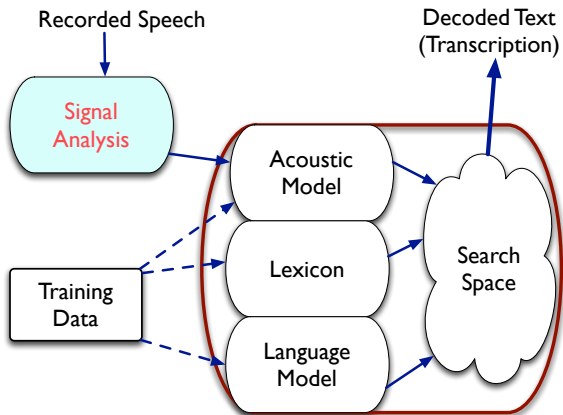 Recorded Speech
Decoded Text
(Transcription)
Signal
Analysis
Acoustic
Model
Lexicon
Search
Space
Training
Data
Language
Model